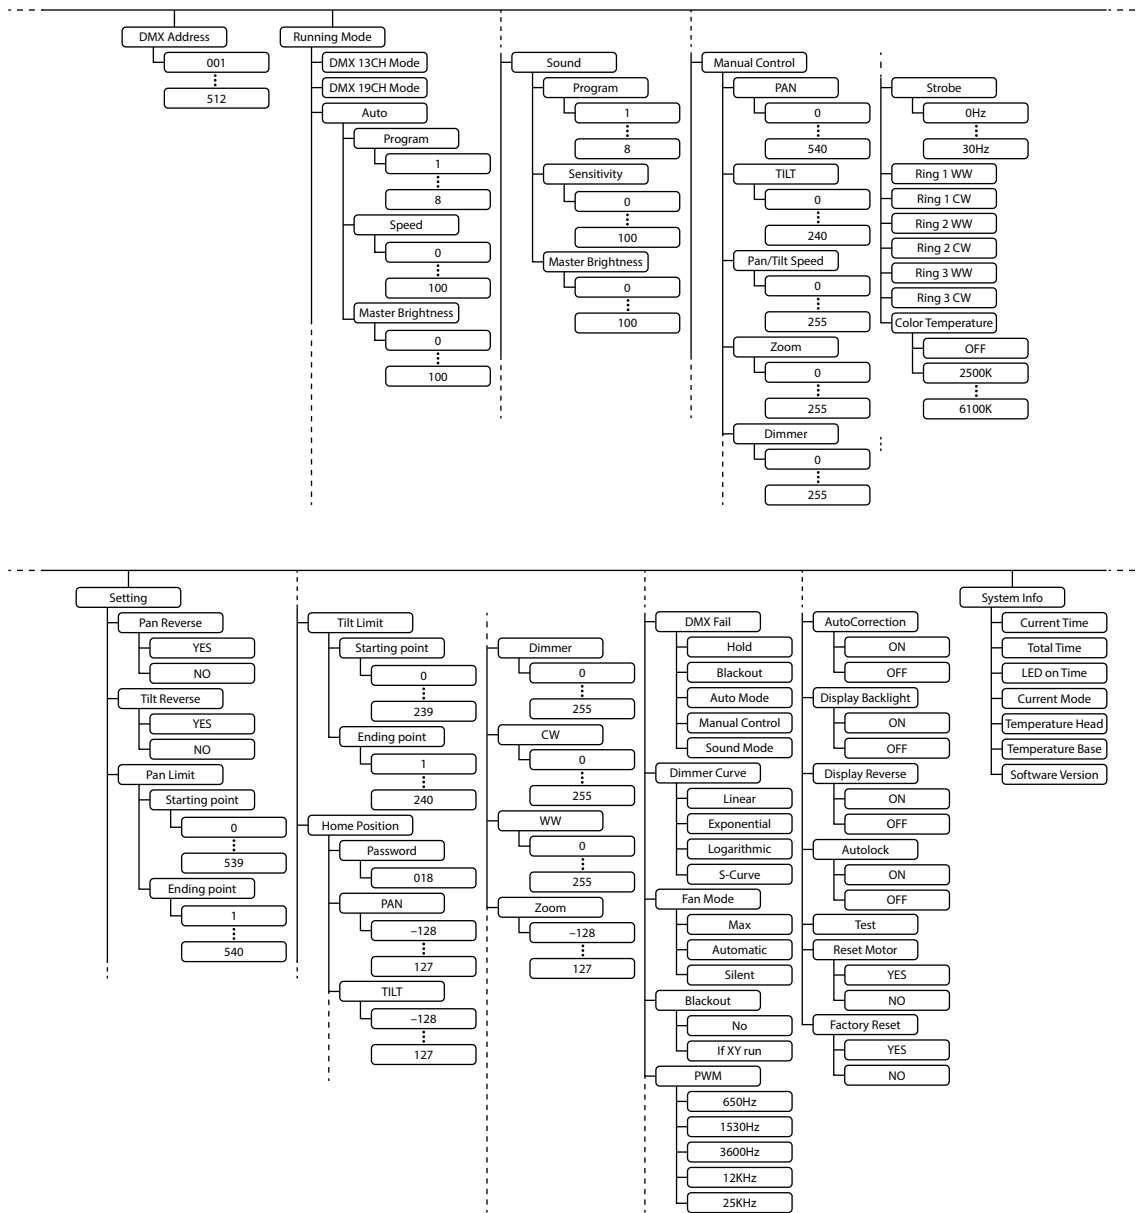 DMX Address
001
512
Running Mode
DMX 13CH Mode
DMX 19CH Mode
Auto
Program
1
8
Speed
0
100
Master Brightness
0
100
Sound
Program
1
8
Sensitivity
0
100
Master Brightness
0
100
Manual Control
PAN
0
540
TILT
0
240
Pan/Tilt Speed
0
255
Zoom
0
255
Dimmer
0
255
Strobe
0Hz
30Hz
Ring 1 WW
Ring 1 CW
Ring 2 WW
Ring 2 CW
Ring 3 WW
Ring 3 CW
Color Temperature
OFF
2500K
6100K
Setting
Pan Reverse
YES
NO
Tilt Reverse
YES
NO
Pan Limit
Starting point
0
539
Ending point
1
540
Tilt Limit
Starting point
0
239
Ending point
1
240
Home Position
Password
018
PAN
–128
127
TILT
–128
127
Dimmer
0
255
CW
0
255
WW
0
255
Zoom
–128
127
DMX Fail
Hold
Blackout
Auto Mode
Manual Control
Sound Mode
Dimmer Curve
Linear
Exponential
Logarithmic
S-Curve
Fan Mode
Max
Automatic
Silent
Blackout
No
If XY run
PWM
650Hz
1530Hz
3600Hz
12KHz
25KHz
AutoCorrection
ON
OFF
Display Backlight
ON
OFF
Display Reverse
ON
OFF
Autolock
ON
OFF
Test
Reset Motor
YES
NO
Factory Reset
YES
NO
System Info
Current Time
Total Time
LED on Time
Current Mode
Temperature Head
Temperature Base
Software Version